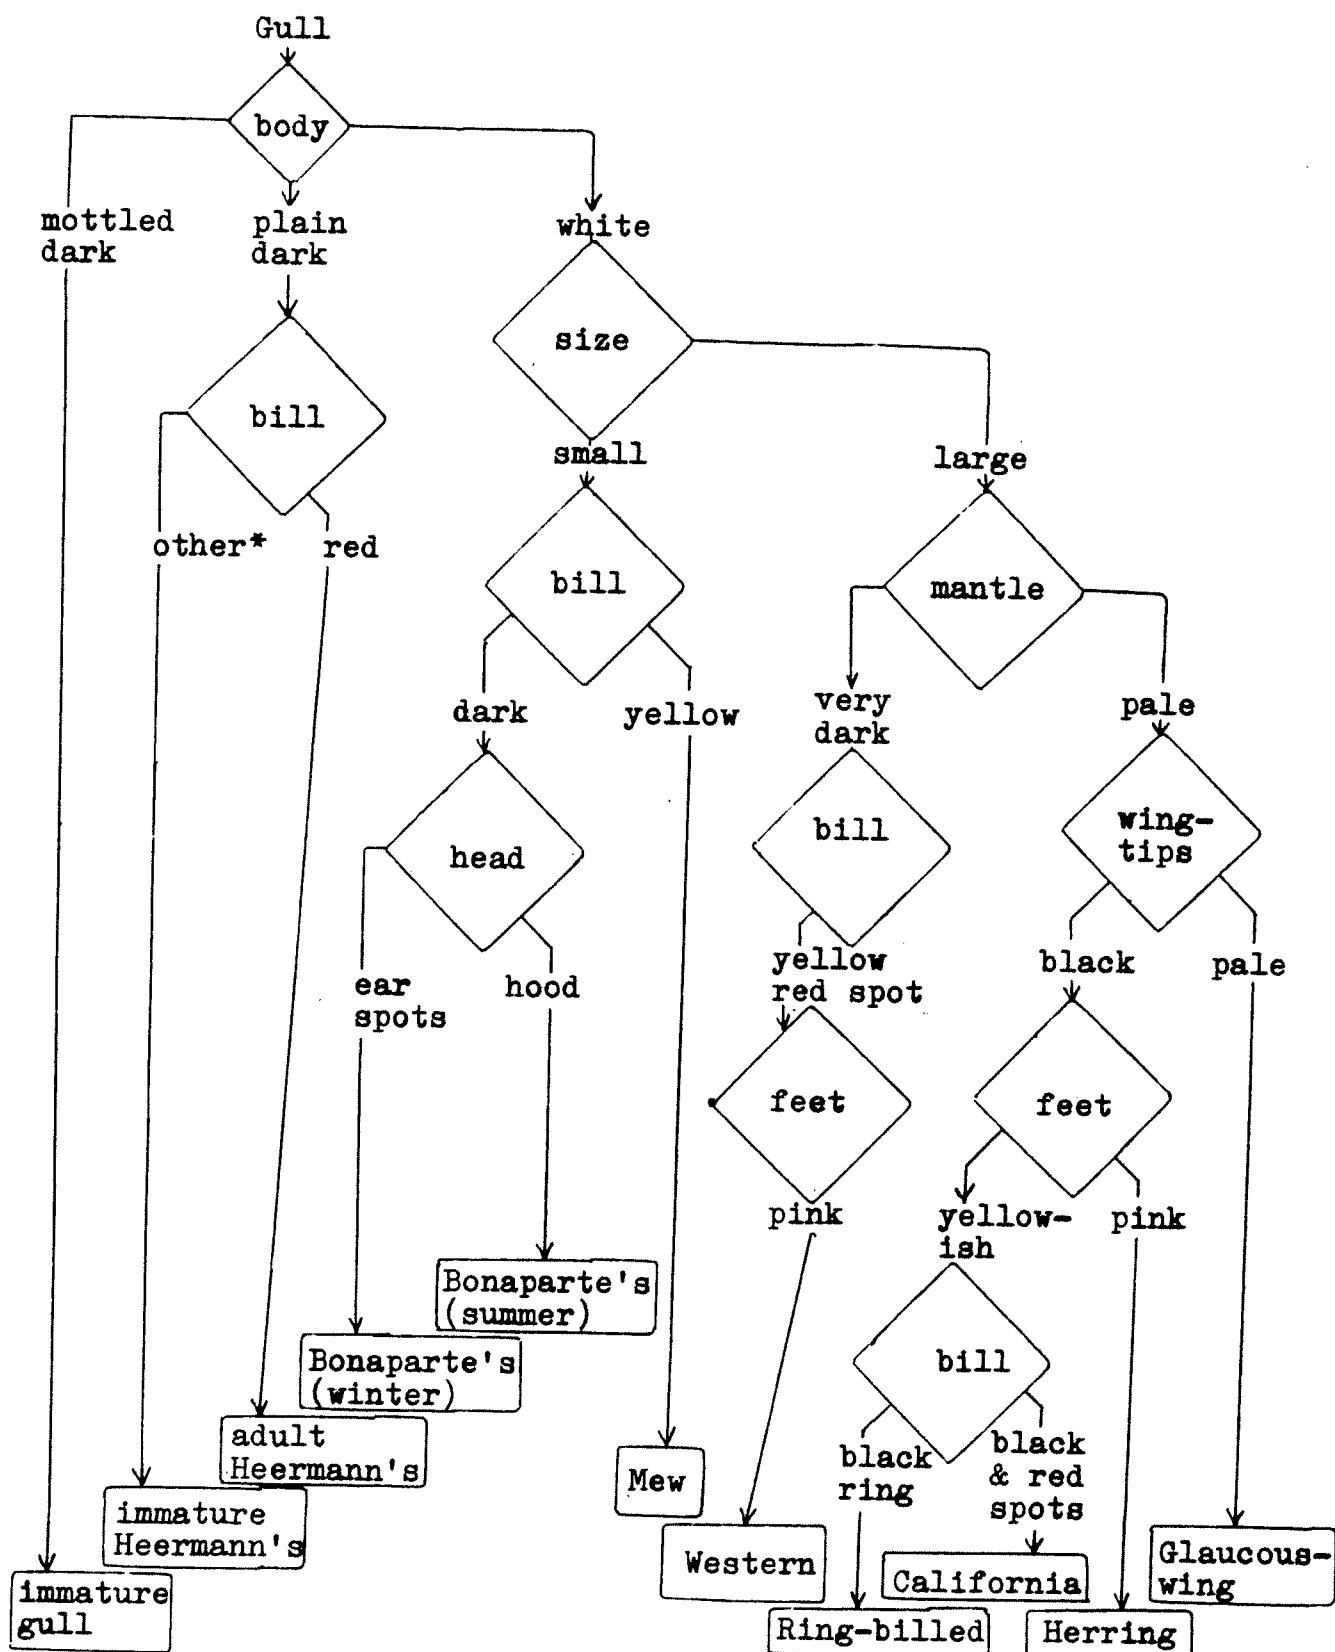 Gull
body
mottled
dark
plain
dark
white
size
bill
small
large
other*
red
bill
mantle
dark
yellow
very
dark
pale
head
bill
wing-
tips
ear
spots
hood
yellow
red spot
black
pale
feet
feet
pink
yellow-
ish
pink
Bonaparte's
(summer)
Bonaparte's
(winter)
bill
adult
Heermann's
black
ring
black
& red
spots
Mew
immature
Heermann's
Western
California
Glaucous-
wing
immature
gull
Ring-billed
Herring